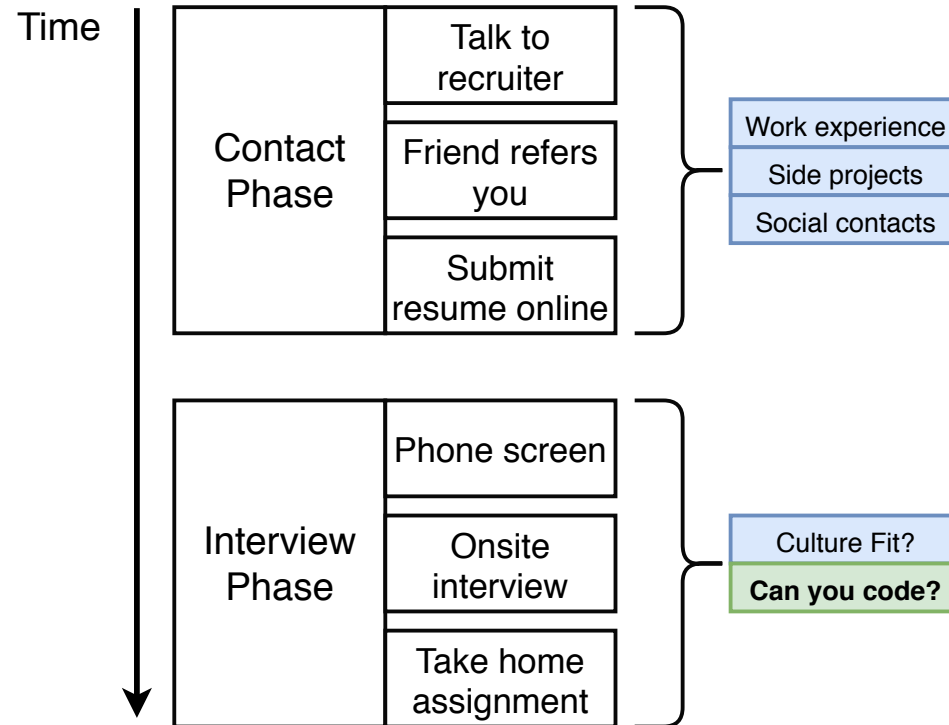 Time
Contact
Phase
Talk to
recruiter
Friend refers
you
Submit
resume online
Work experience
Side projects
Social contacts
Interview
Phase
Phone screen
Onsite
interview
Take home
assignment
Culture Fit?
Can you code?